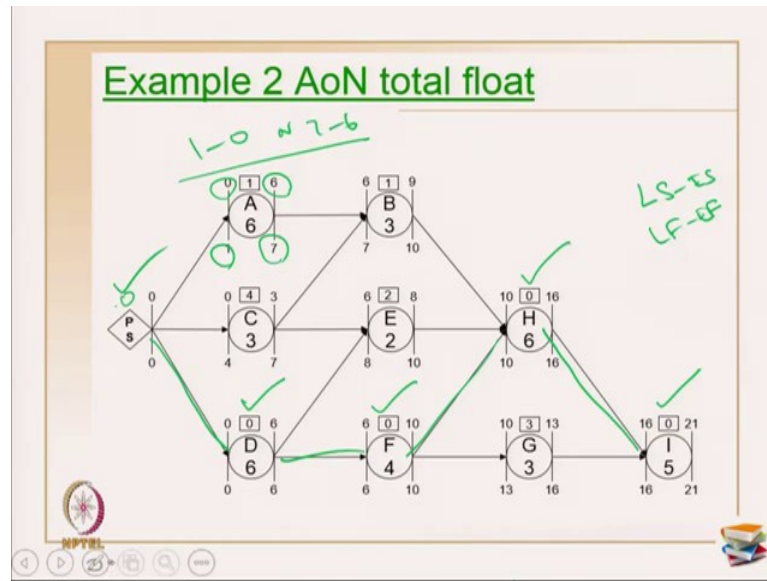 Example 2 AoN total float
1-0 or 7-6
LS-ES
LF-EF
0 1 6
A
6
1 7
6 1 9
B
3
7 10
0 0
P
S
0
0 4 3
C
3
4 7
6 2 8
E
2
8 10
10 0 16
H
6
10 16
0 0 6
D
6
0 6
6 0 10
F
4
6 10
10 3 13
G
3
13 16
16 0 21
I
5
16 21
NPTEL